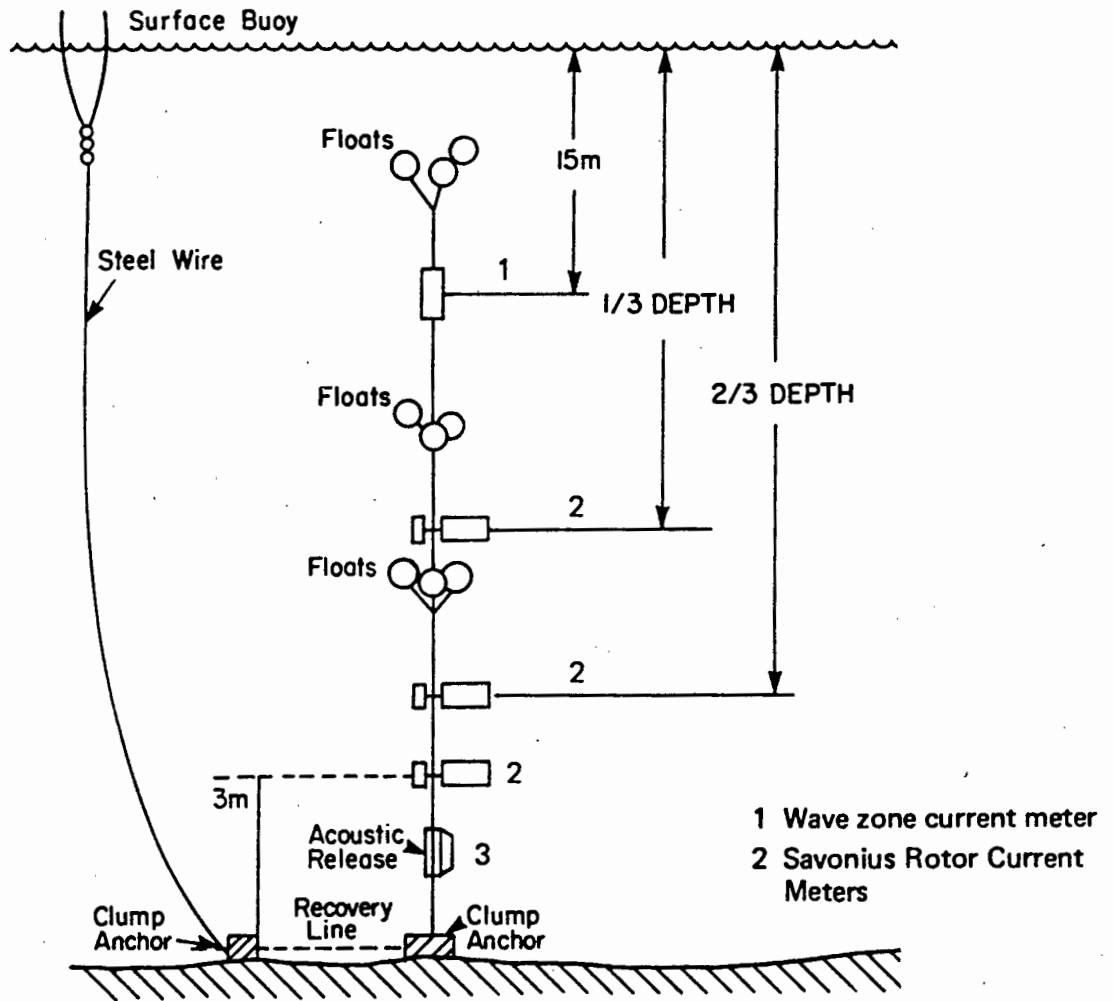 Surface Buoy
Floats
15m
Steel Wire
1
1/3 DEPTH
Floats
2/3 DEPTH
2
Floats
2
2
3m
Acoustic
Release
3
1 Wave zone current meter
2 Savonius Rotor Current
Meters
Clump
Anchor
Recovery
Line
Clump
Anchor